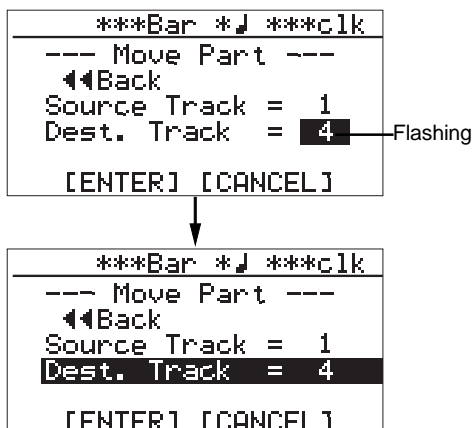 ***Bar *♩ ***clk
--- Move Part ---
◀◀Back
Source Track = 1
Dest. Track = 4
Flashing
[ENTER] [CANCEL]
***Bar *♩ ***clk
--- Move Part ---
◀◀Back
Source Track = 1
Dest. Track = 4
[ENTER] [CANCEL]